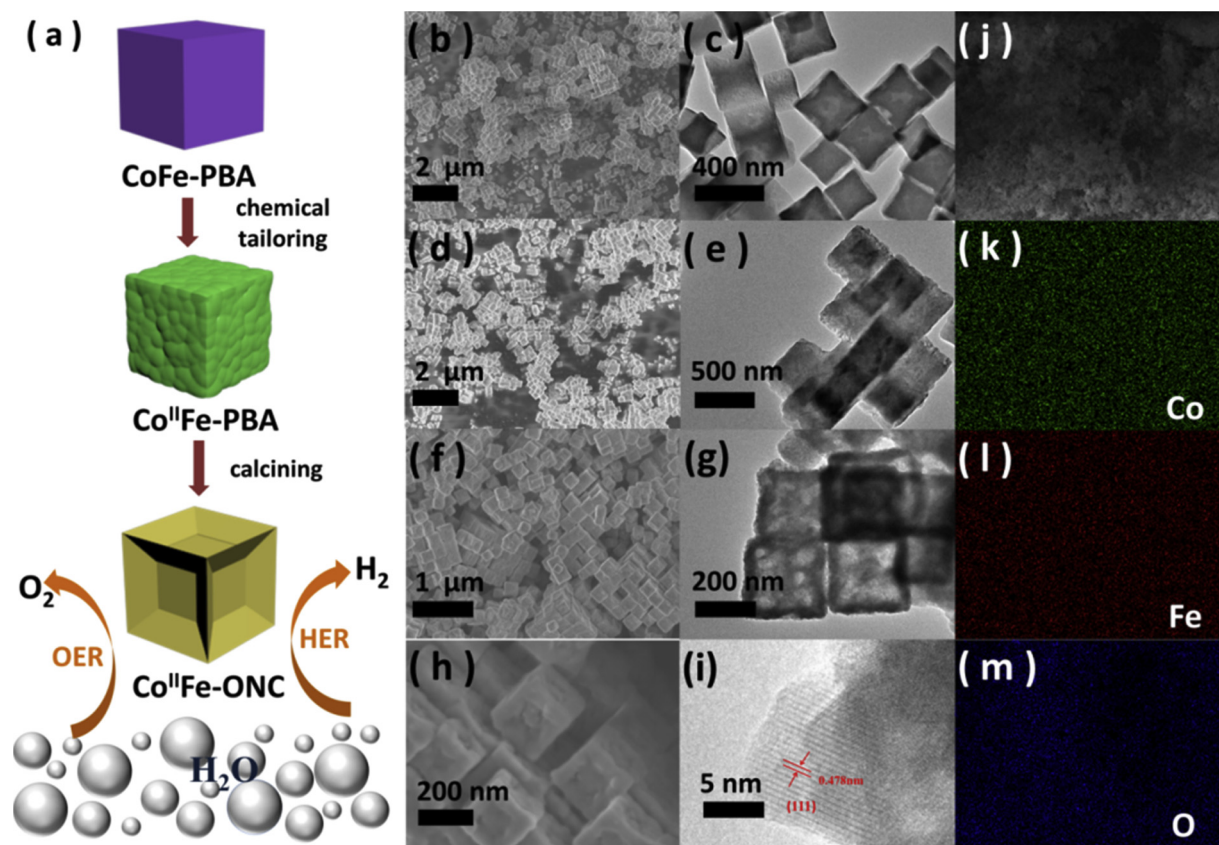 ( a )
CoFe-PBA
chemical
tailoring
CoᴵᴵFe-PBA
calcining
O₂
H₂
OER
HER
CoᴵᴵFe-ONC
H₂O
( b )
2 μm
( c )
400 nm
( j )
( d )
2 μm
( e )
500 nm
( k )
Co
( f )
1 μm
(g)
200 nm
( l )
Fe
( h )
200 nm
(i)
0.478nm
(111)
5 nm
( m )
O